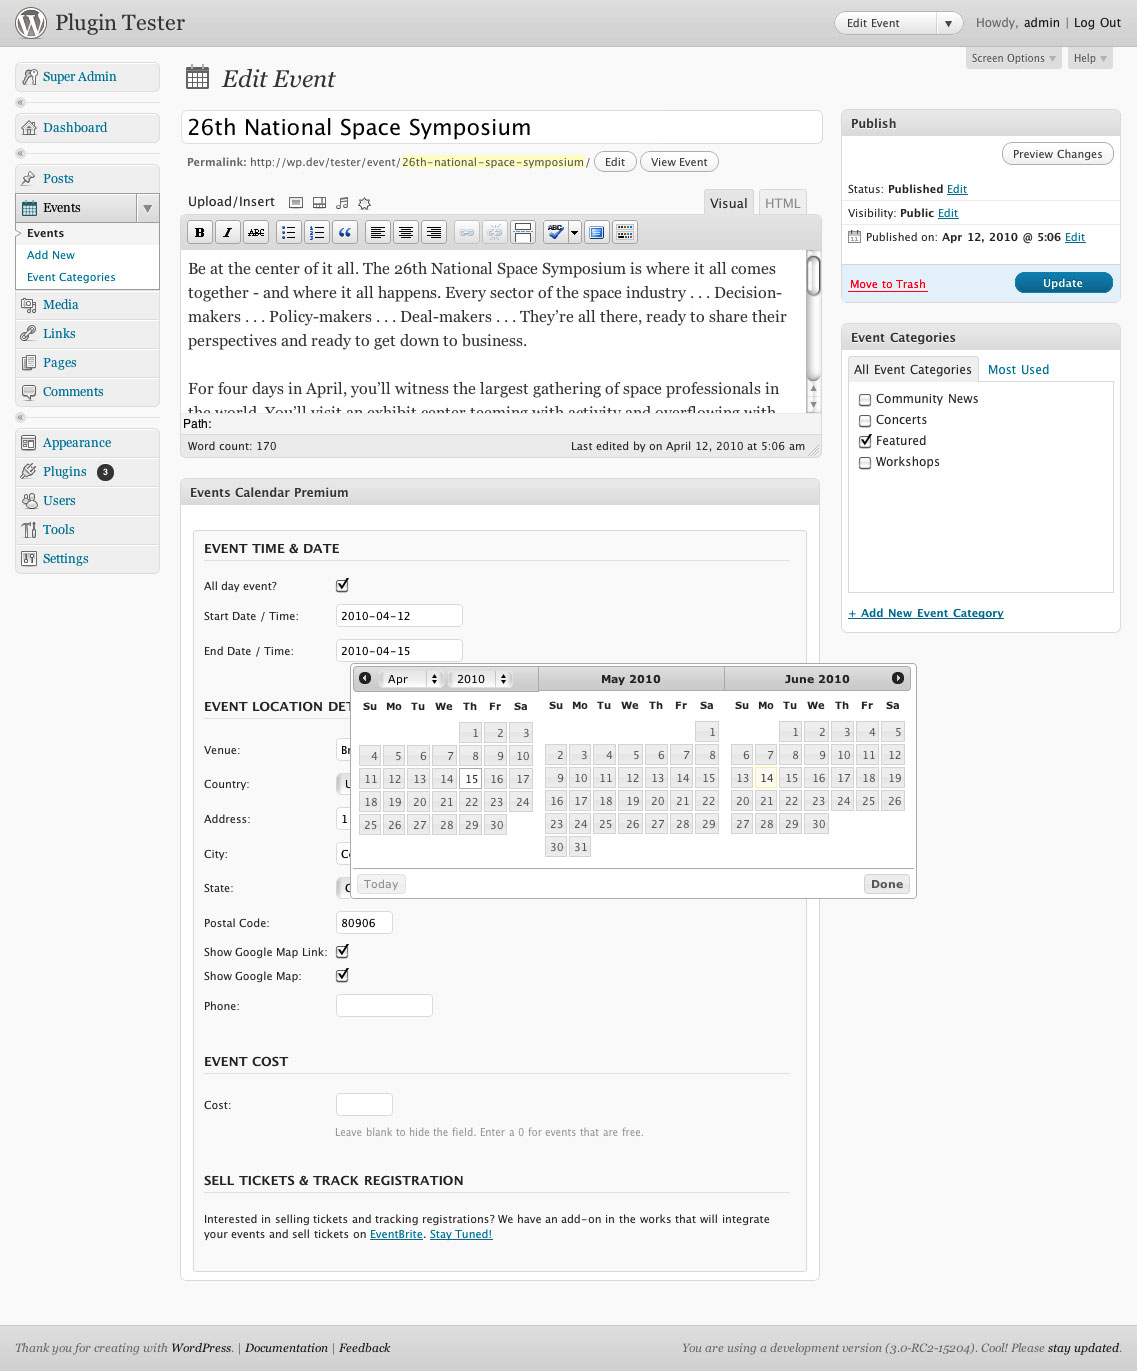 Plugin Tester
Edit Event
Howdy, admin | Log Out
Screen Options
Help
Super Admin
Dashboard
Posts
Events
Events
Add New
Event Categories
Media
Links
Pages
Comments
Appearance
Plugins 3
Users
Tools
Settings
Edit Event
26th National Space Symposium
Permalink: http://wp.dev/tester/event/26th-national-space-symposium/ Edit View Event
Upload/Insert
Visual HTML
B I ABC
ABC
Be at the center of it all. The 26th National Space Symposium is where it all comes
together - and where it all happens. Every sector of the space industry . . . Decision-
makers . . . Policy-makers . . . Deal-makers . . . They’re all there, ready to share their
perspectives and ready to get down to business.
For four days in April, you’ll witness the largest gathering of space professionals in
the world. You’ll visit an exhibit center teeming with activity and overflowing with
Path:
Word count: 170 Last edited by on April 12, 2010 at 5:06 am
Events Calendar Premium
EVENT TIME & DATE
All day event?
Start Date / Time: 2010-04-12
End Date / Time: 2010-04-15
Apr 2010 May 2010 June 2010
Su Mo Tu We Th Fr Sa Su Mo Tu We Th Fr Sa Su Mo Tu We Th Fr Sa
1 2 3 1 1 2 3 4 5
4 5 6 7 8 9 10 2 3 4 5 6 7 8 6 7 8 9 10 11 12
11 12 13 14 15 16 17 9 10 11 12 13 14 15 13 14 15 16 17 18 19
18 19 20 21 22 23 24 16 17 18 19 20 21 22 20 21 22 23 24 25 26
25 26 27 28 29 30 23 24 25 26 27 28 29 27 28 29 30
30 31
Today Done
EVENT LOCATION DET
Venue: Br
Country:
Address: 1
City:
State:
Postal Code: 80906
Show Google Map Link:
Show Google Map:
Phone:
EVENT COST
Cost:
Leave blank to hide the field. Enter a 0 for events that are free.
SELL TICKETS & TRACK REGISTRATION
Interested in selling tickets and tracking registrations? We have an add-on in the works that will integrate
your events and sell tickets on EventBrite. Stay Tuned!
Publish
Preview Changes
Status: Published Edit
Visibility: Public Edit
Published on: Apr 12, 2010 @ 5:06 Edit
Move to Trash Update
Event Categories
All Event Categories Most Used
Community News
Concerts
Featured
Workshops
+ Add New Event Category
Thank you for creating with WordPress. | Documentation | Feedback
You are using a development version (3.0-RC2-15204). Cool! Please stay updated.